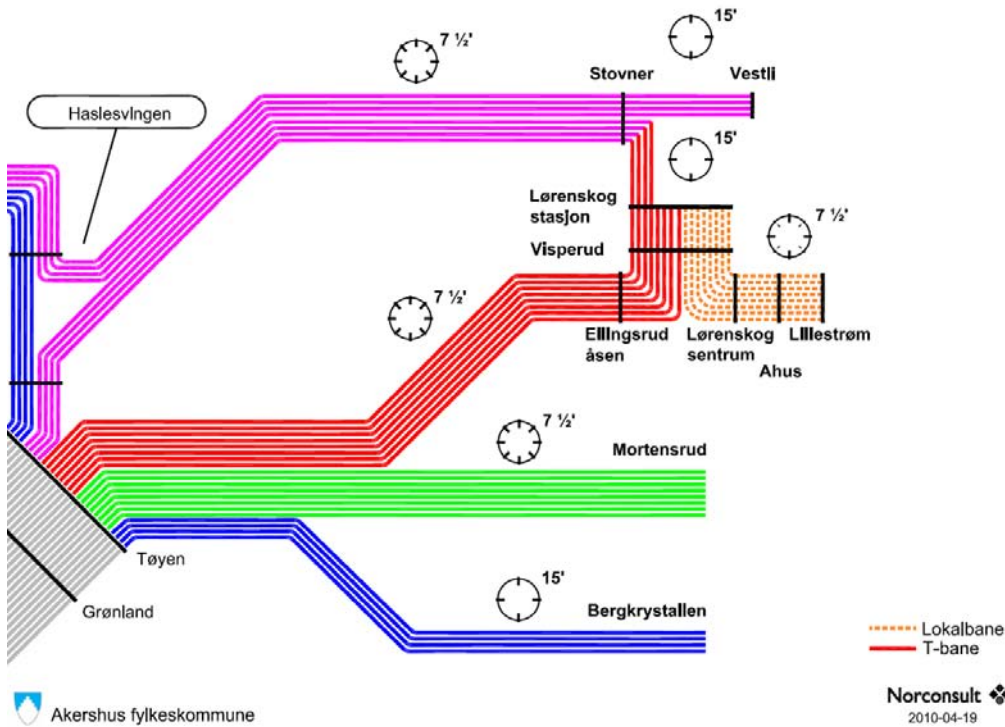 15'
7 ½'
Stovner
Vestli
Haslesvingen
15'
Lørenskog
stasjon
7 ½'
Visperud
7 ½'
Ellingsrud
åsen
Lørenskog
sentrum
Lillestrøm
Ahus
7 ½'
Mortensrud
Tøyen
15'
Grønland
Bergkrystallen
Lokalbane
T-bane
Norconsult
Akershus fylkeskommune
2010-04-19